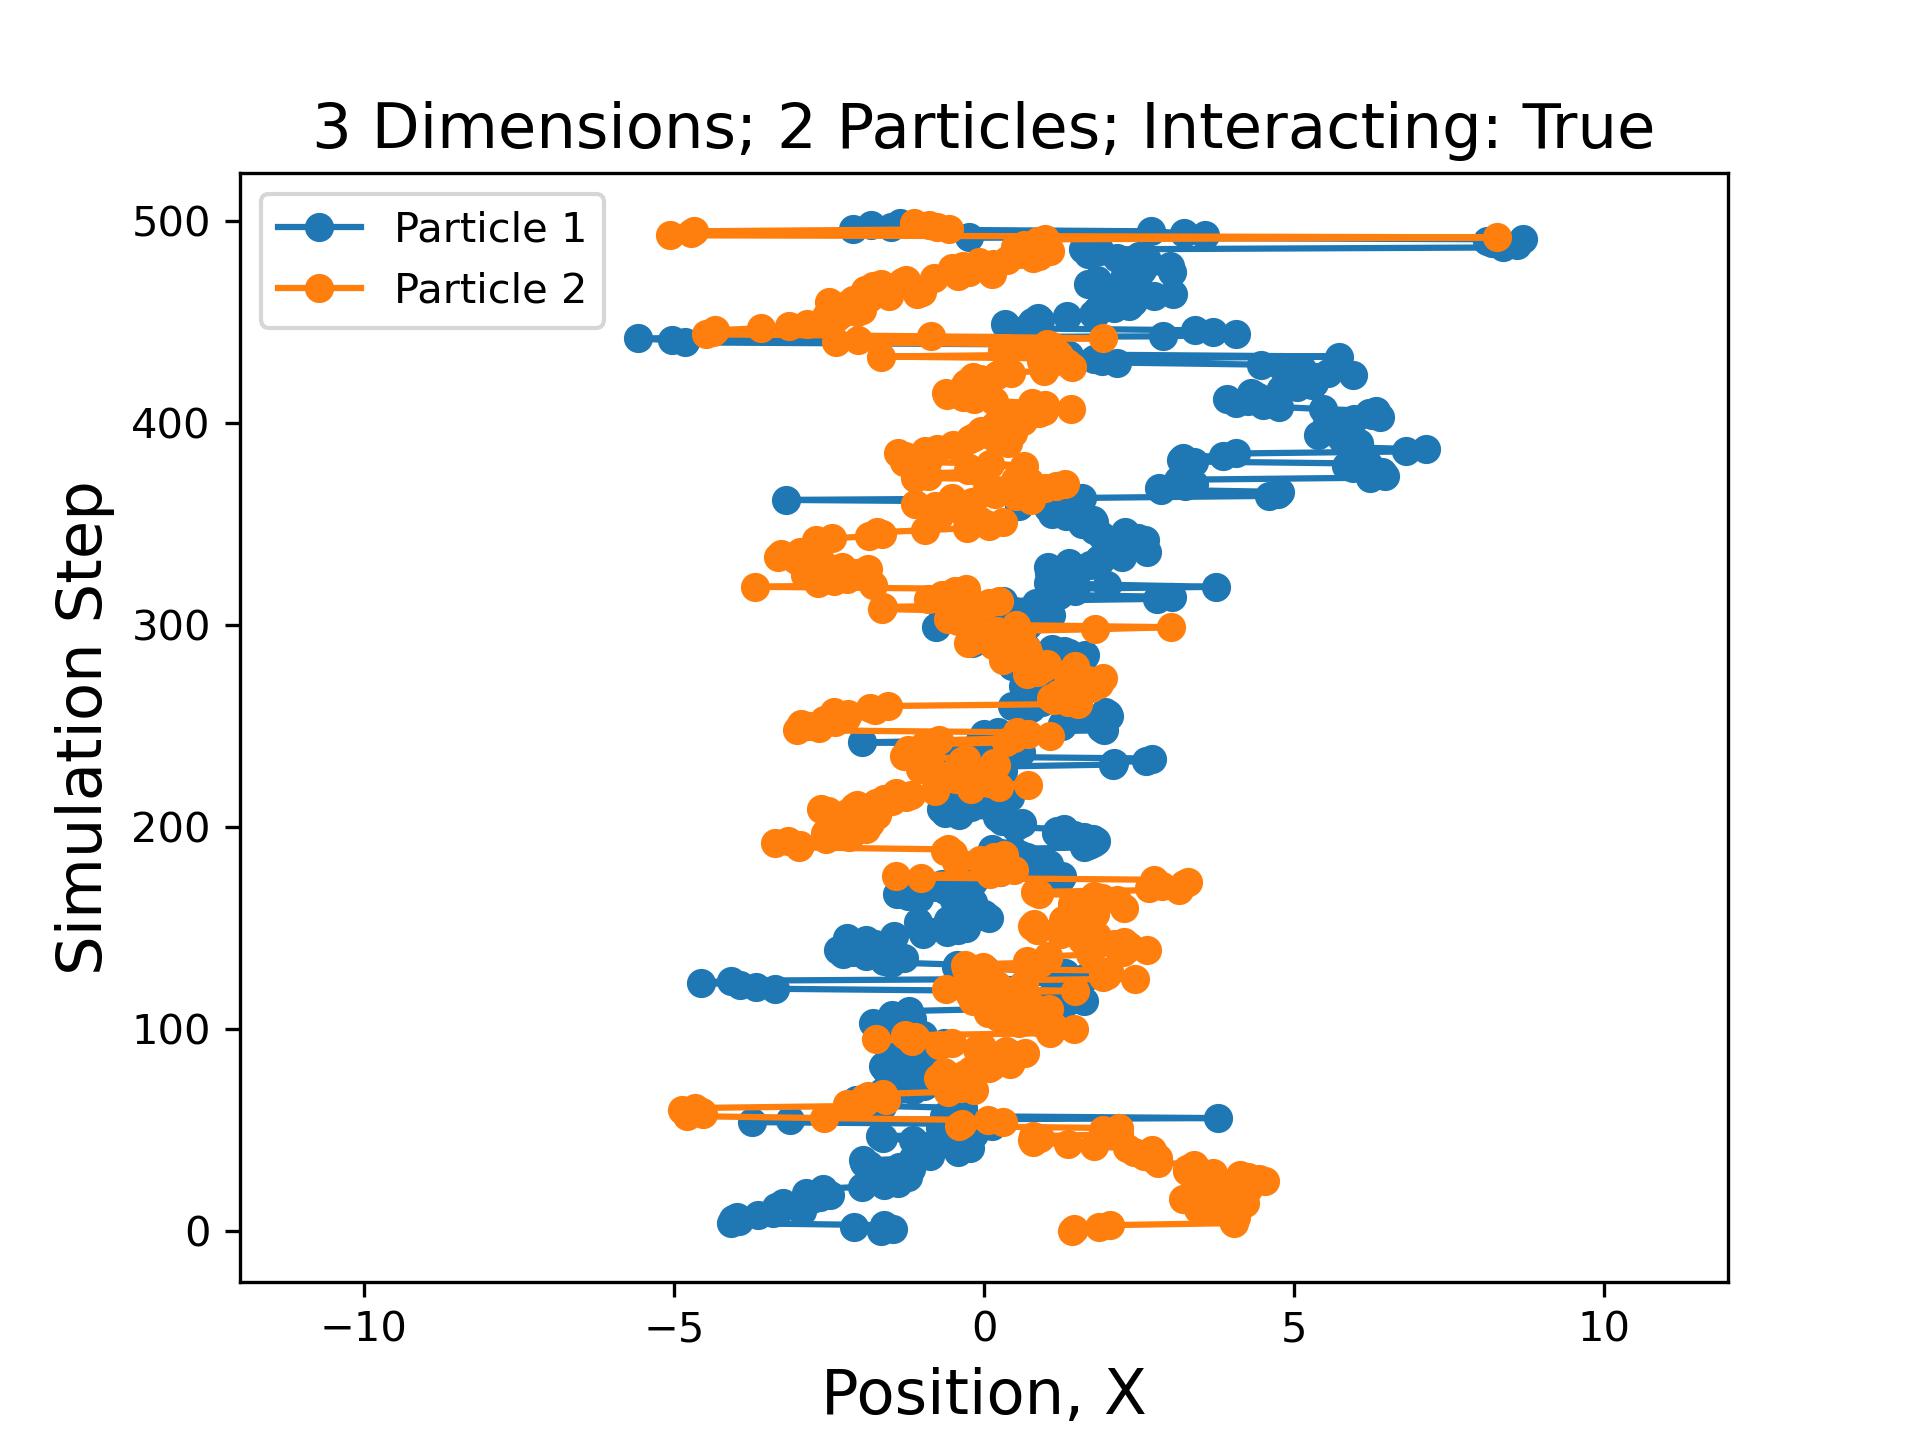 3 Dimensions; 2 Particles; Interacting: True
Particle 1
Particle 2
500
400
300
200
100
0
Simulation Step
−10
−5
0
5
10
Position, X